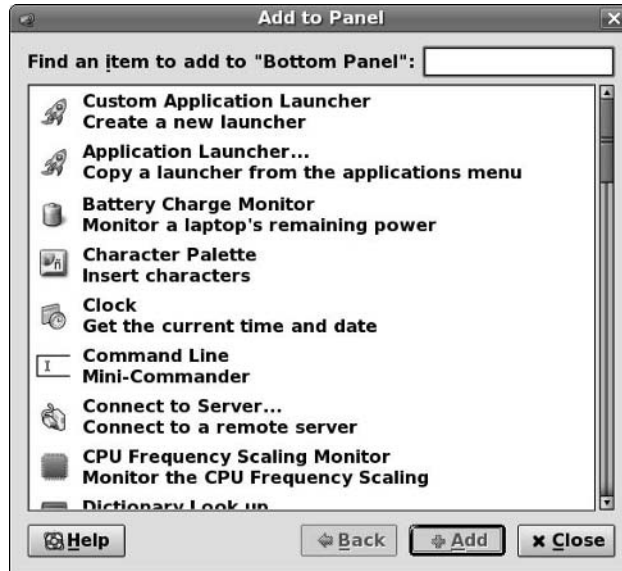 Add to Panel
Find an item to add to "Bottom Panel":
Custom Application Launcher
Create a new launcher
Application Launcher...
Copy a launcher from the applications menu
Battery Charge Monitor
Monitor a laptop's remaining power
Character Palette
Insert characters
Clock
Get the current time and date
Command Line
Mini-Commander
Connect to Server...
Connect to a remote server
CPU Frequency Scaling Monitor
Monitor the CPU Frequency Scaling
Dictionary Look up
Help Back Add Close